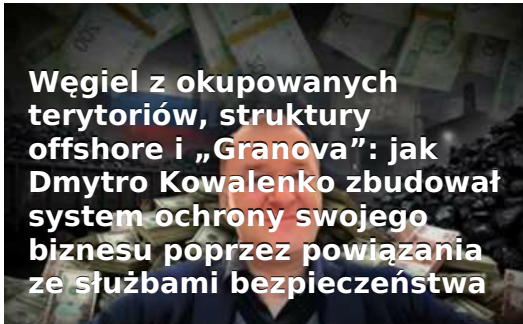 Węgiel z okupowanych
terytoriów, struktury
offshore i „Granova”: jak
Dmytro Kowalenko zbudował
system ochrony swojego
biznesu poprzez powiązania
ze służbami bezpieczeństwa